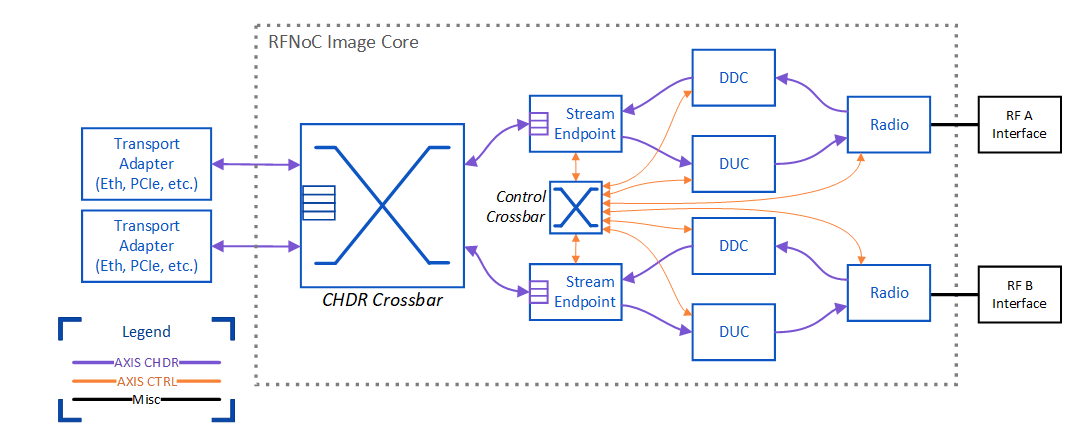 RFNoC Image Core
Transport
Adapter
(Eth, PCIe, etc.)
Transport
Adapter
(Eth, PCIe, etc.)
CHDR Crossbar
Stream
Endpoint
Control
Crossbar
Stream
Endpoint
DDC
DUC
DDC
DUC
Radio
Radio
RF A
Interface
RF B
Interface
Legend
AXIS CHDR
AXIS CTRL
Misc